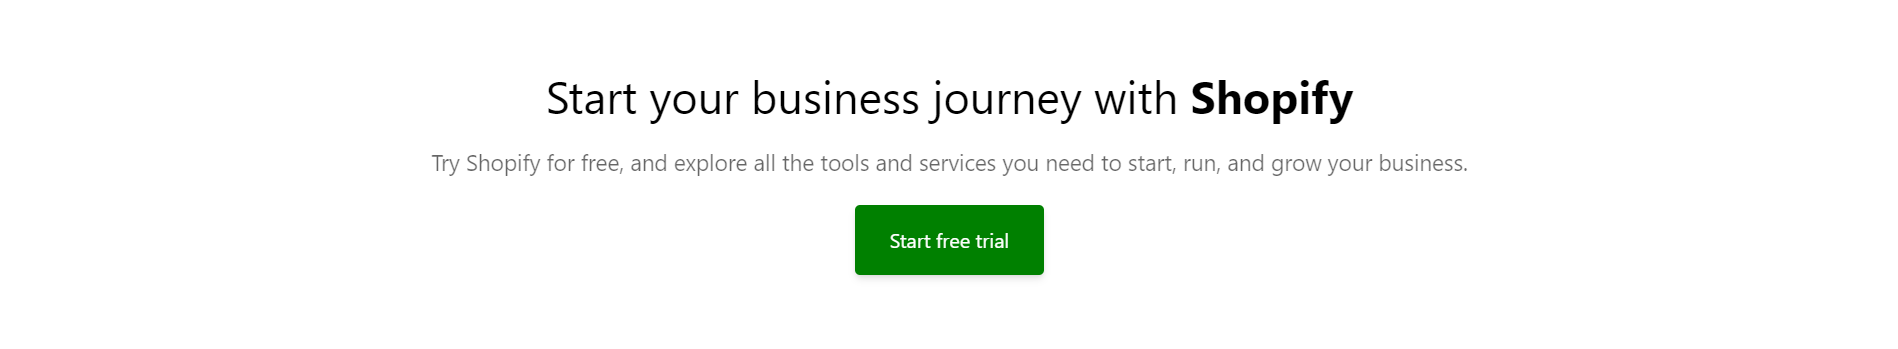 Start your business journey with Shopify
Try Shopify for free, and explore all the tools and services you need to start, run, and grow your business.
Start free trial